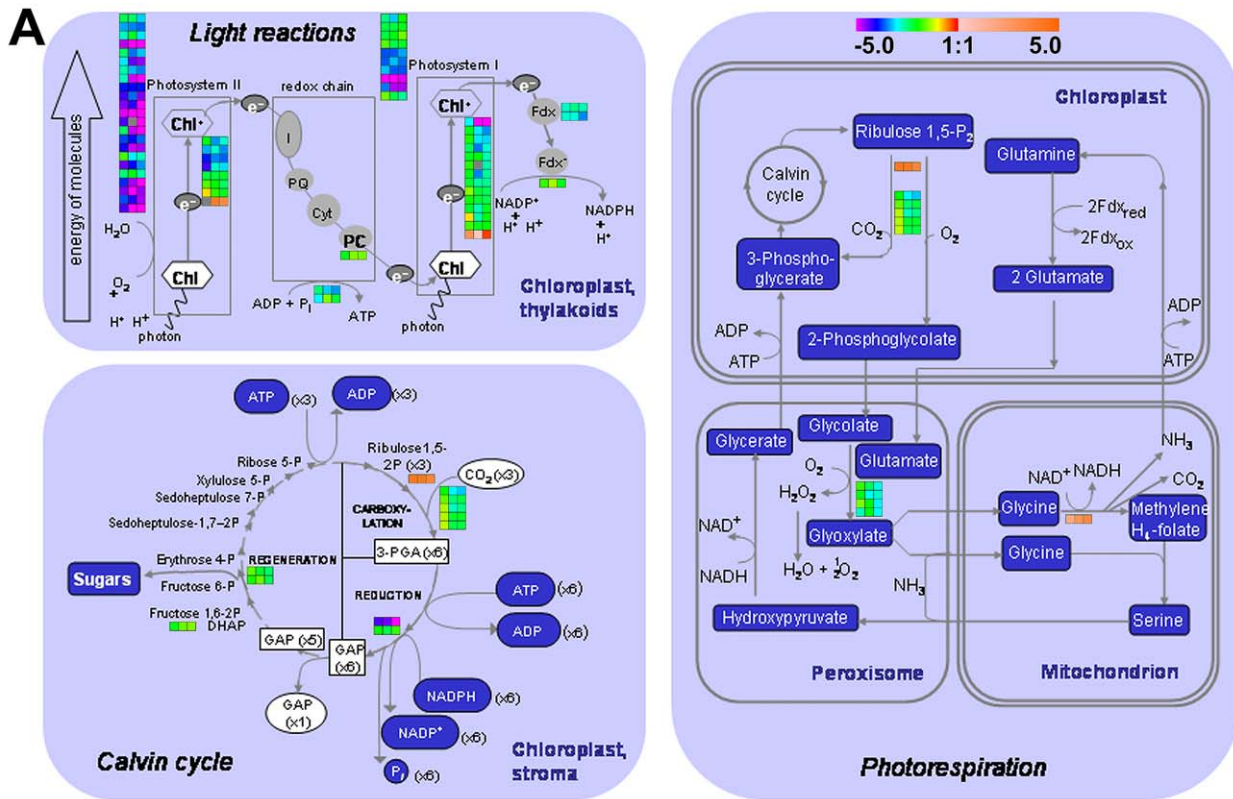 A
Light reactions
energy of molecules
Photosystem II
Chl⁺
e⁻
H₂O
O₂
+
H⁺ H⁺
Chl
photon
redox chain
e⁻
I
PQ
Cyt
PC
ADP + Pᵢ
ATP
e⁻
Photosystem I
Chl⁺
e⁻
Chl
photon
e⁻
Fdx
Fdx⁻
NADP⁺
+
H⁺ H⁺
NADPH
+
H⁺
Chloroplast,
thylakoids
ATP (x3)
ADP (x3)
Ribulose1,5-
2P (x3)
CO₂(x3)
Ribose 5-P
Xylulose 5-P
Sedoheptulose 7-P
Sedoheptulose-1,7–2P
Erythrose 4-P
Fructose 6-P
Fructose 1,6-2P
DHAP
Sugars
CARBOXY-
LATION
REGENERATION
REDUCTION
3-PGA (x6)
ATP (x6)
ADP (x6)
GAP (x5)
GAP
(x6)
GAP
(x1)
NADPH (x6)
NADP⁺ (x6)
Pᵢ (x6)
Calvin cycle
Chloroplast,
stroma
-5.0 1:1 5.0
Chloroplast
Ribulose 1,5-P₂
Calvin
cycle
CO₂
O₂
3-Phospho-
glycerate
Glutamine
2Fdx_red
2Fdx_ox
2 Glutamate
ADP
ATP
2-Phosphoglycolate
ADP
ATP
Glycerate
Glycolate
Glutamate
O₂
H₂O₂
Glyoxylate
H₂O + ½O₂
NAD⁺
NADH
Hydroxypyruvate
Peroxisome
NH₃
CO₂
NAD⁺ NADH
Glycine
Methylene
H₄-folate
Glycine
NH₃
Serine
Mitochondrion
Photorespiration